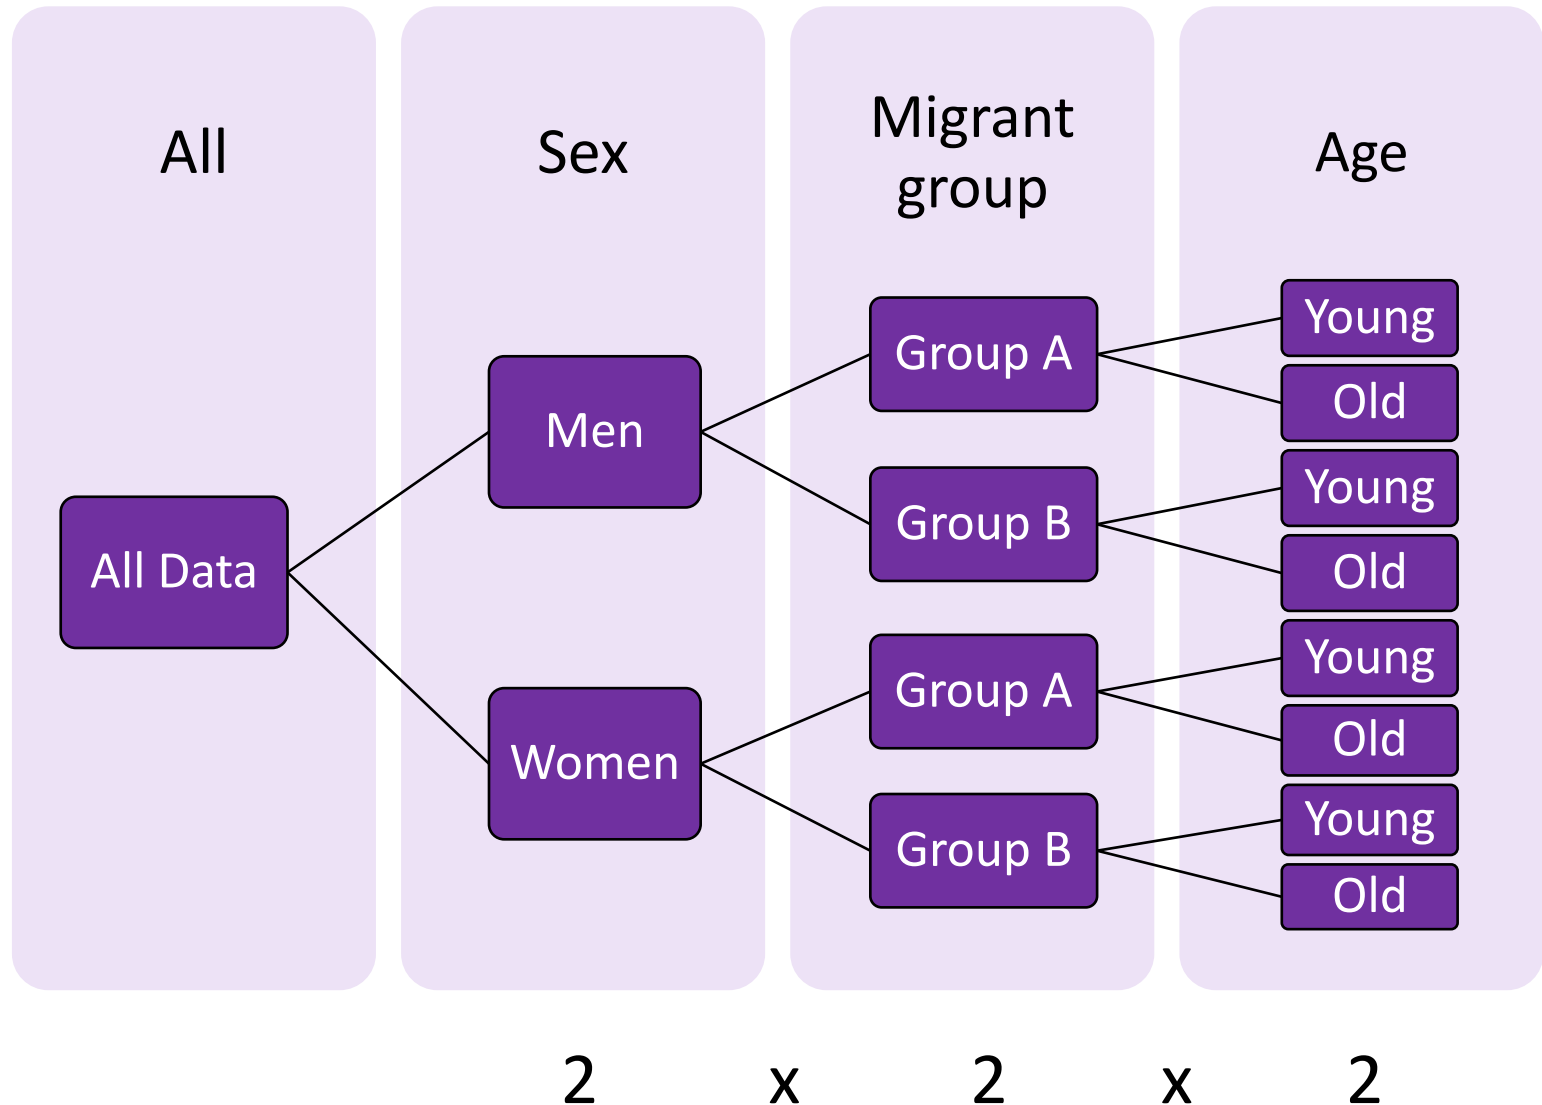 All
Sex
Migrant
group
Age
All Data
Men
Women
Group A
Group B
Group A
Group B
Young
Old
Young
Old
Young
Old
Young
Old
2 x 2 x 2